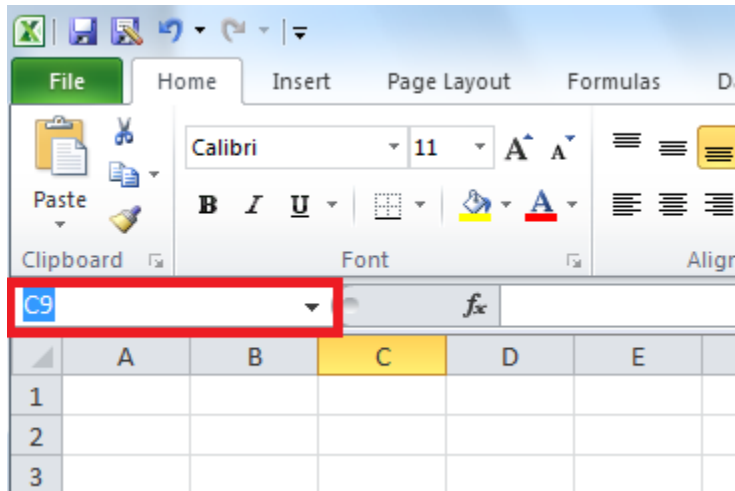 File Home Insert Page Layout Formulas
Calibri 11 A A
Paste B I U A
Clipboard Font
C9 fx
A B C D E
1
2
3